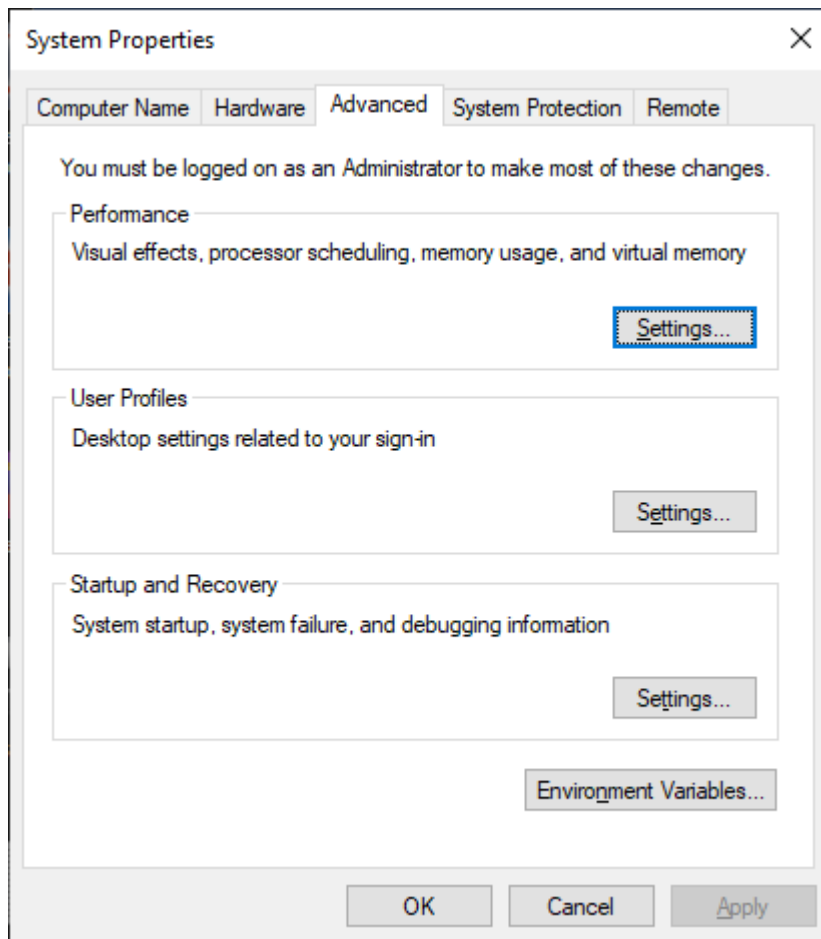 System Properties
Computer Name Hardware Advanced System Protection Remote
You must be logged on as an Administrator to make most of these changes.
Performance
Visual effects, processor scheduling, memory usage, and virtual memory
Settings...
User Profiles
Desktop settings related to your sign-in
Settings...
Startup and Recovery
System startup, system failure, and debugging information
Settings...
Environment Variables...
OK Cancel Apply